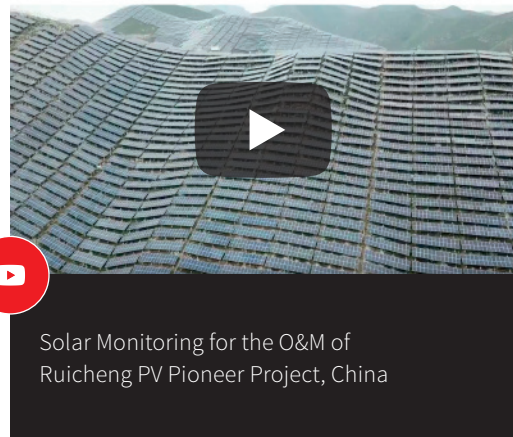 Solar Monitoring for the O&M of
Ruicheng PV Pioneer Project, China